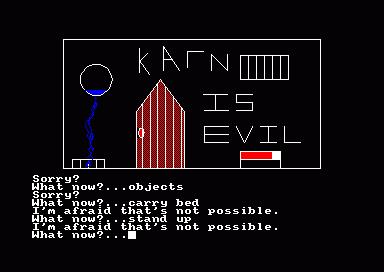 KArN
IS
EVIL
Sorry?
What now?...objects
Sorry?
What now?...carry bed
I'm afraid that's not possible.
What now?...stand up
I'm afraid that's not possible.
What now?...